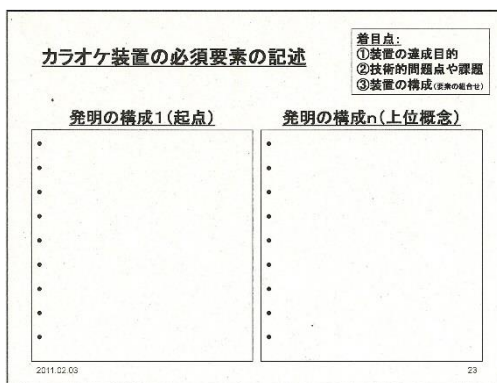 カラオケ装置の必須要素の記述
着目点:
①装置の達成目的
②技術的問題点や課題
③装置の構成(要素の組合せ)
発明の構成1(起点)
発明の構成n(上位概念)
2011.02.03
23